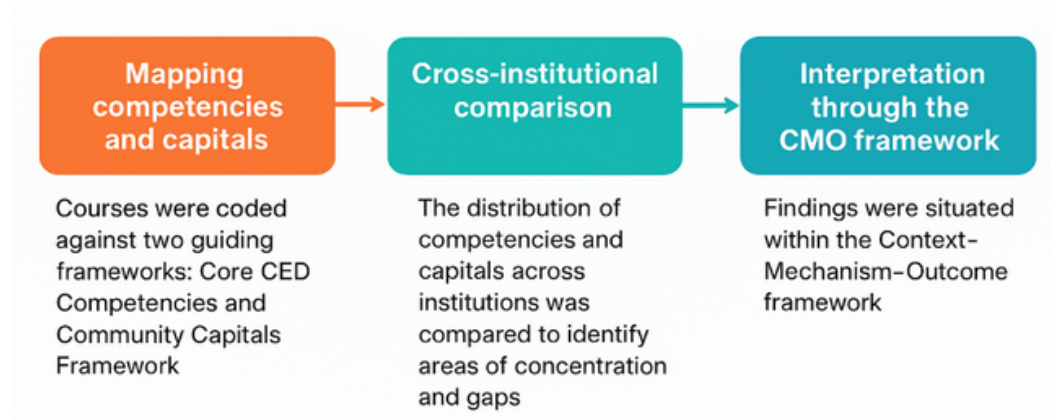 Mapping
competencies
and capitals
Cross-institutional
comparison
Interpretation
through the
CMO framework
Courses were coded
against two guiding
frameworks: Core CED
Competencies and
Community Capitals
Framework
The distribution of
competencies and
capitals across
institutions was
compared to identify
areas of concentration
and gaps
Findings were situated
within the Context–
Mechanism–Outcome
framework